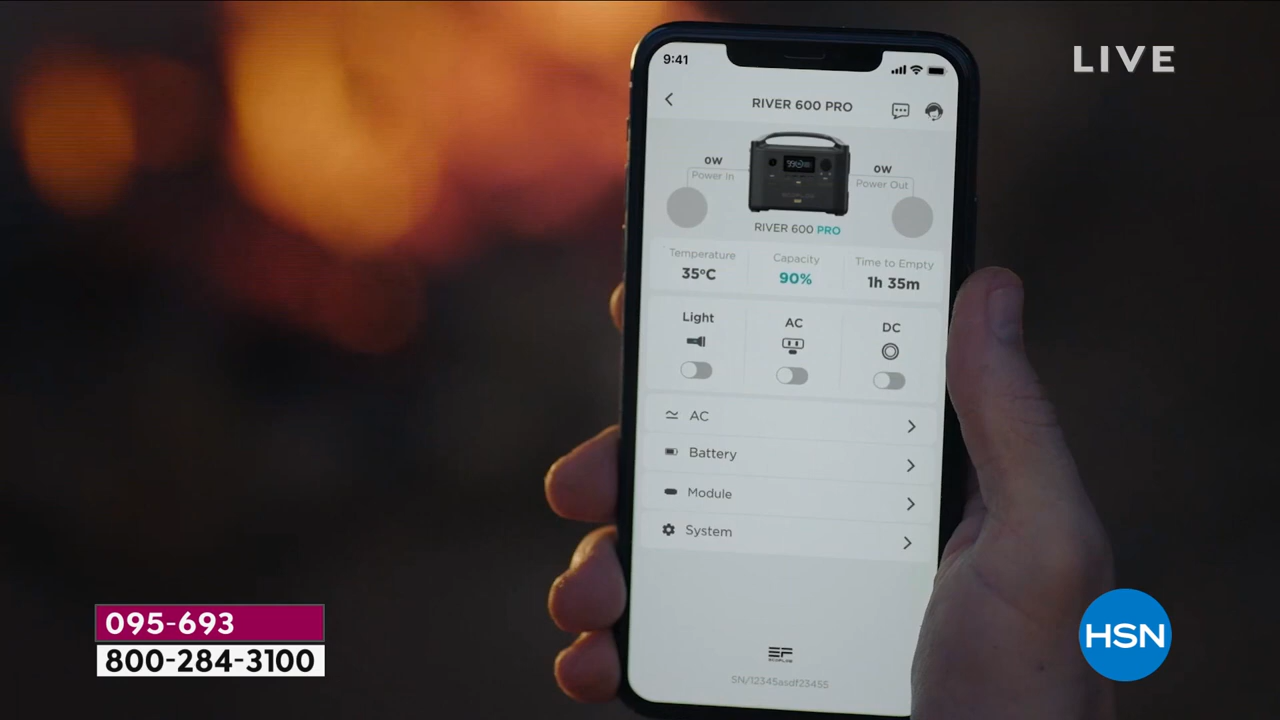 LIVE
9:41
RIVER 600 PRO
0W
Power In
0W
Power Out
RIVER 600 PRO
Temperature
35°C
Capacity
90%
Time to Empty
1h 35m
Light
AC
DC
AC
Battery
Module
System
EF
ECOFLOW
SN/12345asdf23455
095-693
800-284-3100
HSN